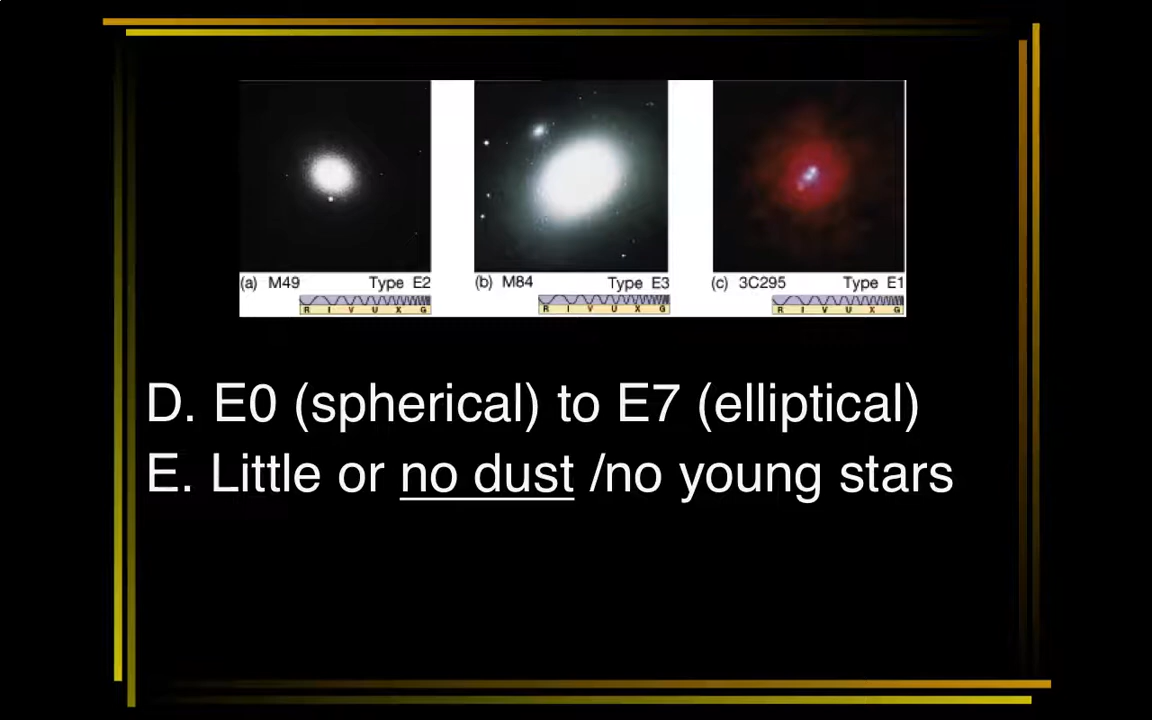 (a) M49 Type E2 (b) M84 Type E3 (c) 3C295 Type E1
R I V U X G R I V U X G R I V U X G
D. E0 (spherical) to E7 (elliptical)
E. Little or no dust /no young stars